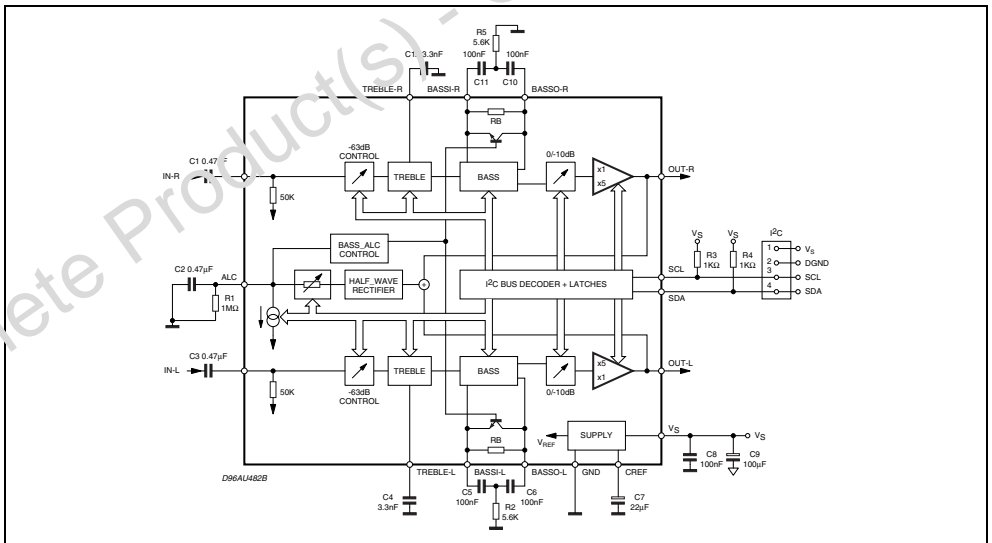 lete Product(s) -
R5
5.6K
3.3nF
100nF
100nF
C11
C10
TREBLE-R
BASSI-R
BASSO-R
RB
-63dB
CONTROL
0/-10dB
C1
IN-R
50K
TREBLE
BASS
x1
x5
OUT-R
BASS_ALC
CONTROL
VS
VS
I2C
R3
1KΩ
R4
1KΩ
1
VS
2
DGND
3
SCL
4
SDA
C2 0.47µF
ALC
R1
1MΩ
HALF_WAVE
RECTIFIER
+
I2C BUS DECODER + LATCHES
SCL
SDA
C3 0.47µF
IN-L
50K
-63dB
CONTROL
TREBLE
BASS
0/-10dB
x5
x1
OUT-L
RB
VREF
SUPPLY
VS
VS
C8
100nF
C9
100µF
D96AU482B
TREBLE-L
BASSI-L
BASSO-L
GND
CREF
C4
3.3nF
C5
100nF
C6
100nF
R2
5.6K
C7
22µF